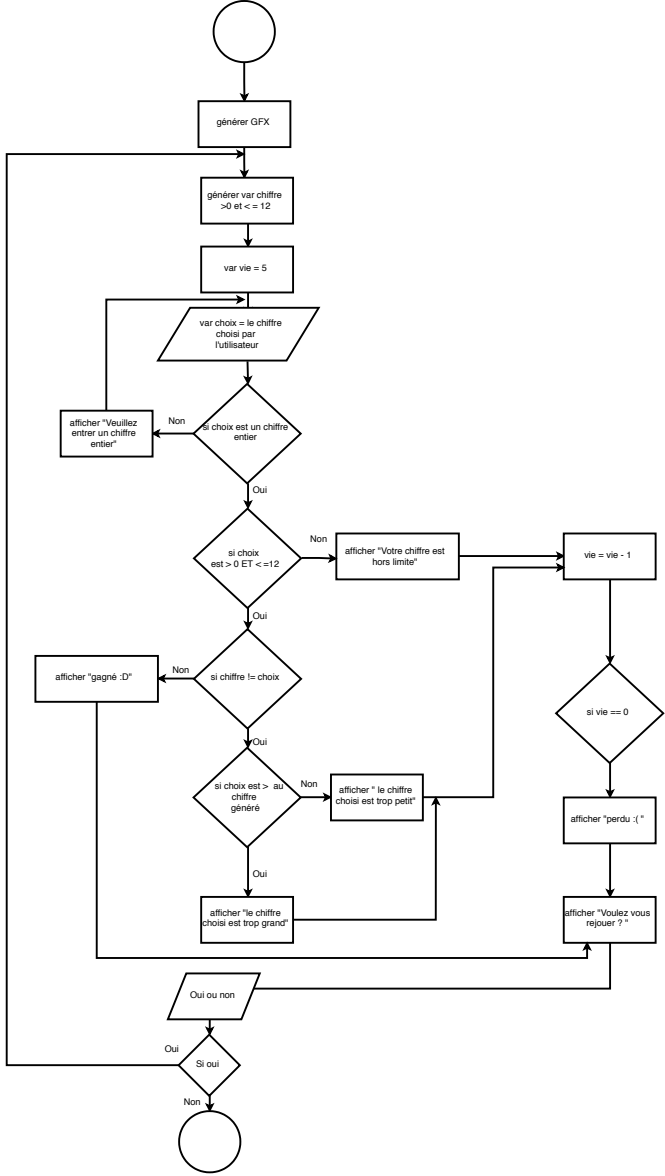 générer GFX
générer var chiffre
>0 et < = 12
var vie = 5
var choix = le chiffre
choisi par
l'utilisateur
si choix est un chiffre
entier
Non
afficher "Veuillez
entrer un chiffre
entier"
Oui
si choix
est > 0 ET < =12
Non
afficher "Votre chiffre est
hors limite"
vie = vie - 1
Oui
si chiffre != choix
Non
afficher "gagné :D"
si vie == 0
Oui
si choix est > au
chiffre
généré
Non
afficher " le chiffre
choisi est trop petit"
afficher "perdu :( "
Oui
afficher "le chiffre
choisi est trop grand"
afficher "Voulez vous
rejouer ? "
Oui ou non
Oui
Si oui
Non